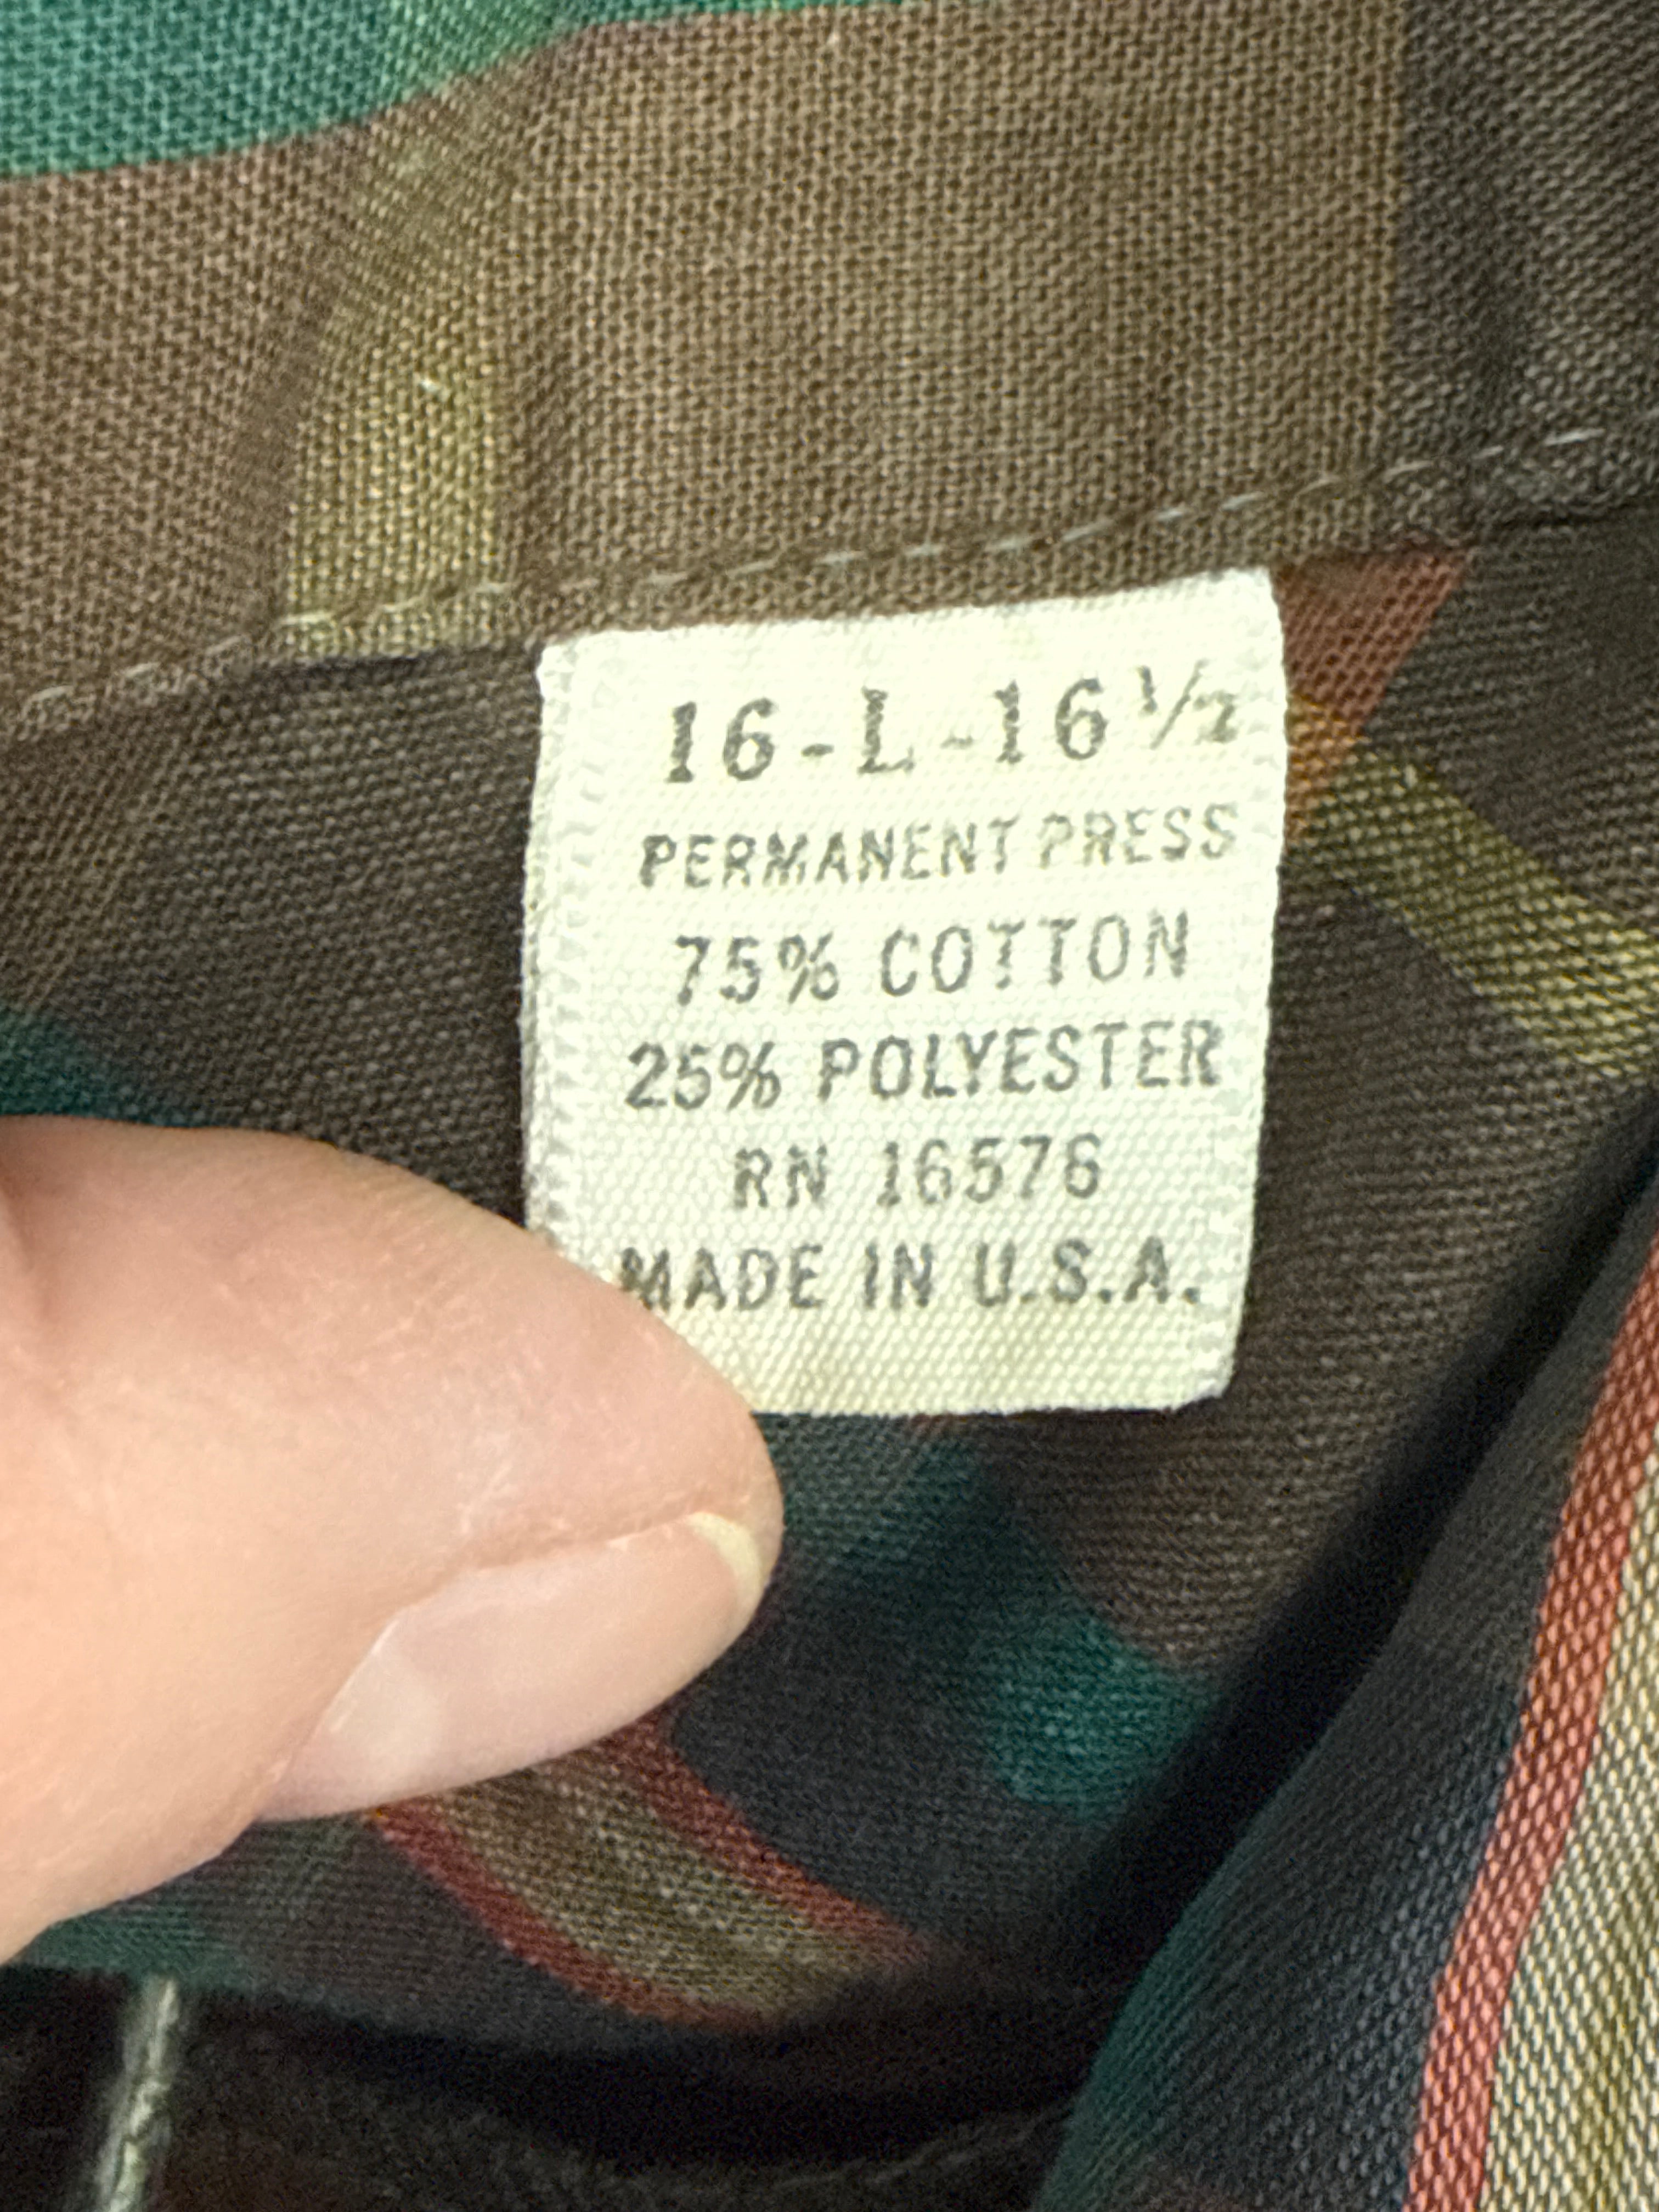 16-L-16½
PERMANENT PRESS
75% COTTON
25% POLYESTER
RN 16576
MADE IN U.S.A.